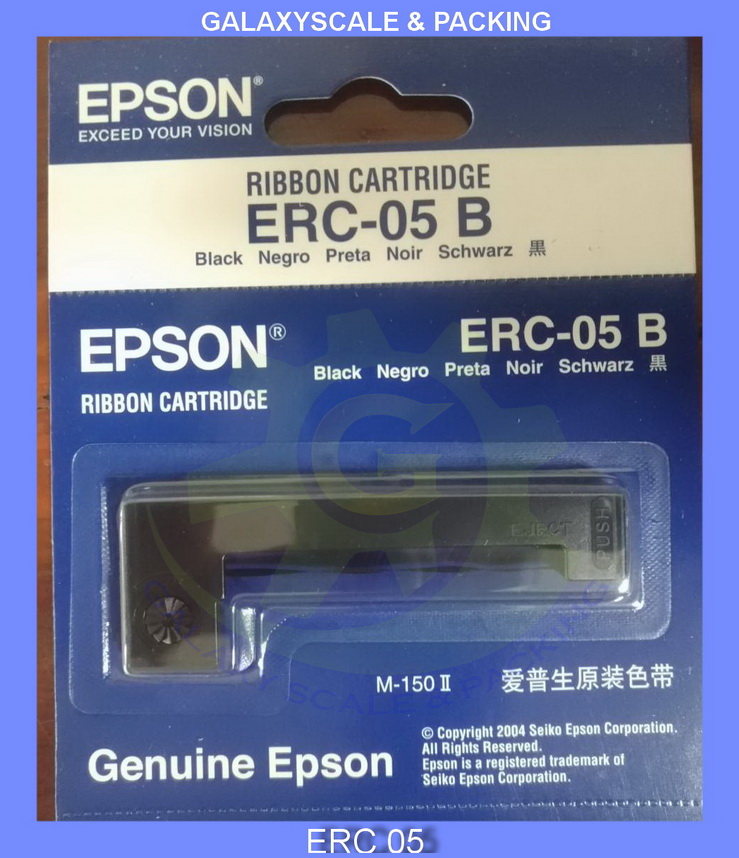 GALAXYSCALE & PACKING
EPSON®
EXCEED YOUR VISION
RIBBON CARTRIDGE
ERC-05 B
Black Negro Preta Noir Schwarz 黒
EPSON®
ERC-05 B
Black Negro Preta Noir Schwarz 黒
RIBBON CARTRIDGE
EJECT
PUSH
G
GALAXY SCALE & PACKING
M-150 II 爱普生原装色带
Genuine Epson
© Copyright 2004 Seiko Epson Corporation.
All Rights Reserved.
Epson is a registered trademark of
Seiko Epson Corporation.
ERC 05